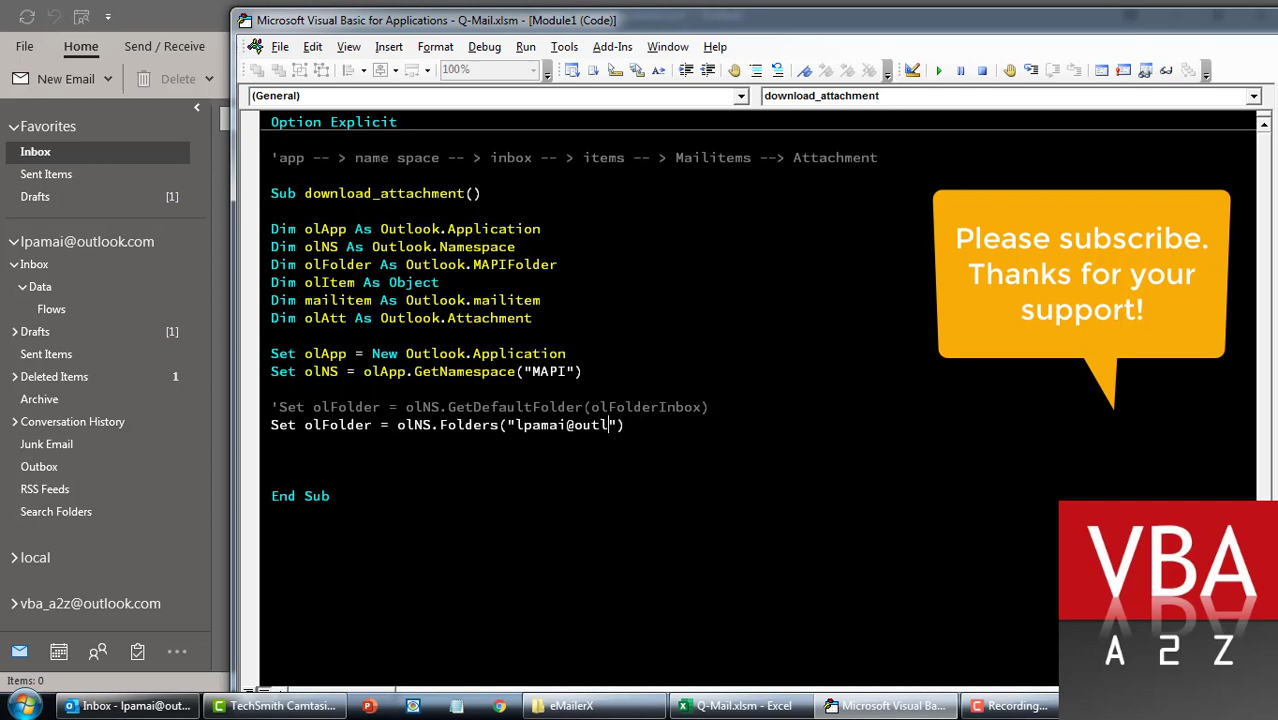 Microsoft Visual Basic for Applications - Q-Mail.xlsm - [Module1 (Code)]
File Home Send / Receive
File Edit View Insert Format Debug Run Tools Add-Ins Window Help
New Email Delete
100%
(General) download_attachment
Favorites
Inbox
Sent Items
Drafts [1]
lpamai@outlook.com
Inbox
Data
Flows
Drafts [1]
Sent Items
Deleted Items 1
Archive
Conversation History
Junk Email
Outbox
RSS Feeds
Search Folders
local
vba_a2z@outlook.com
Items: 0
Option Explicit
'app -- > name space -- > inbox -- > items -- > Mailitems --> Attachment
Sub download_attachment()
Dim olApp As Outlook.Application
Dim olNS As Outlook.Namespace
Dim olFolder As Outlook.MAPIFolder
Dim olItem As Object
Dim mailitem As Outlook.mailitem
Dim olAtt As Outlook.Attachment
Set olApp = New Outlook.Application
Set olNS = olApp.GetNamespace("MAPI")
'Set olFolder = olNS.GetDefaultFolder(olFolderInbox)
Set olFolder = olNS.Folders("lpamai@outl")
End Sub
Please subscribe.
Thanks for your
support!
VBA
A 2 Z
Inbox - lpamai@out... TechSmith Camtasi... eMailerX Q-Mail.xlsm - Excel Microsoft Visual Bas... Recording...